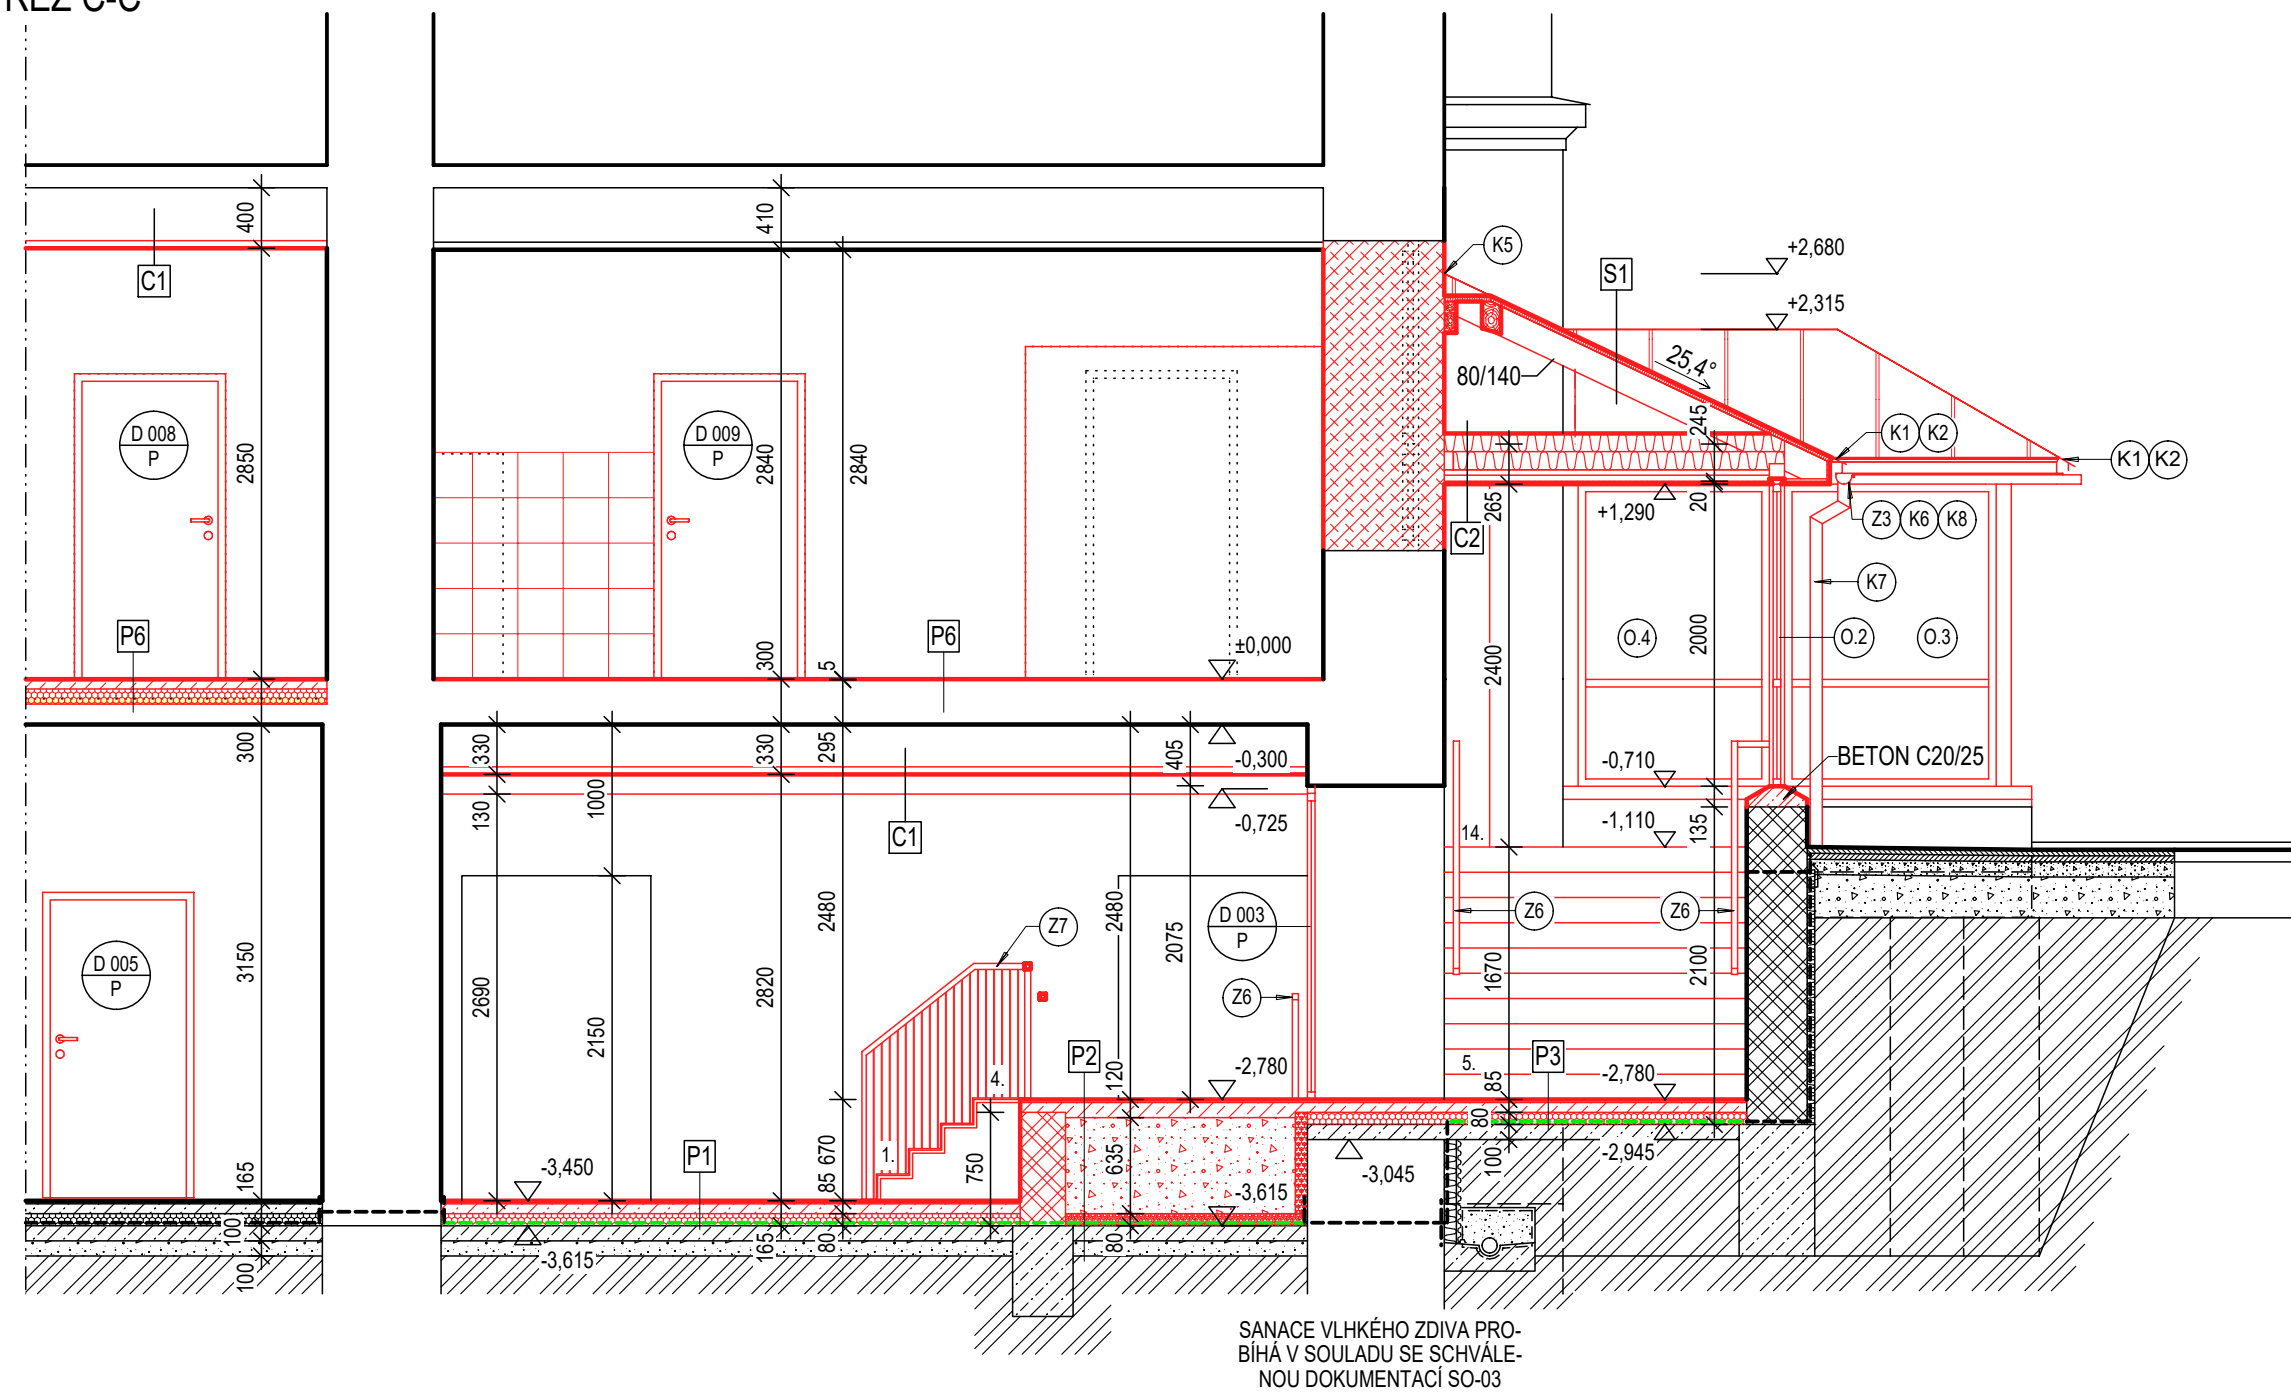 ŘEZ C-C
400
410
K5
+2,680
S1
+2,315
C1
25,4°
80/140
245
K1 K2
K1 K2
D 008
P
2850
D 009
P
2840
2840
265
+1,290
20
Z3 K6 K8
C2
K7
P6
P6
300
5
±0,000
2400
O.4
2000
O.2
O.3
300
330
330
295
405
-0,300
-0,710
BETON C20/25
130
1000
C1
-0,725
14.
-1,110
135
D 005
P
3150
2690
2150
2820
2480
Z7
2480
2075
D 003
P
Z6
Z6
Z6
1670
2100
P2
120
-2,780
5.
P3
85
-2,780
4.
1.
165
-3,450
P1
85 670
750
635
80
100
-2,945
-3,045
-3,615
100
100
-3,615
165
80
80
SANACE VLHKÉHO ZDIVA PRO-
BÍHÁ V SOULADU SE SCHVÁLE-
NOU DOKUMENTACÍ SO-03